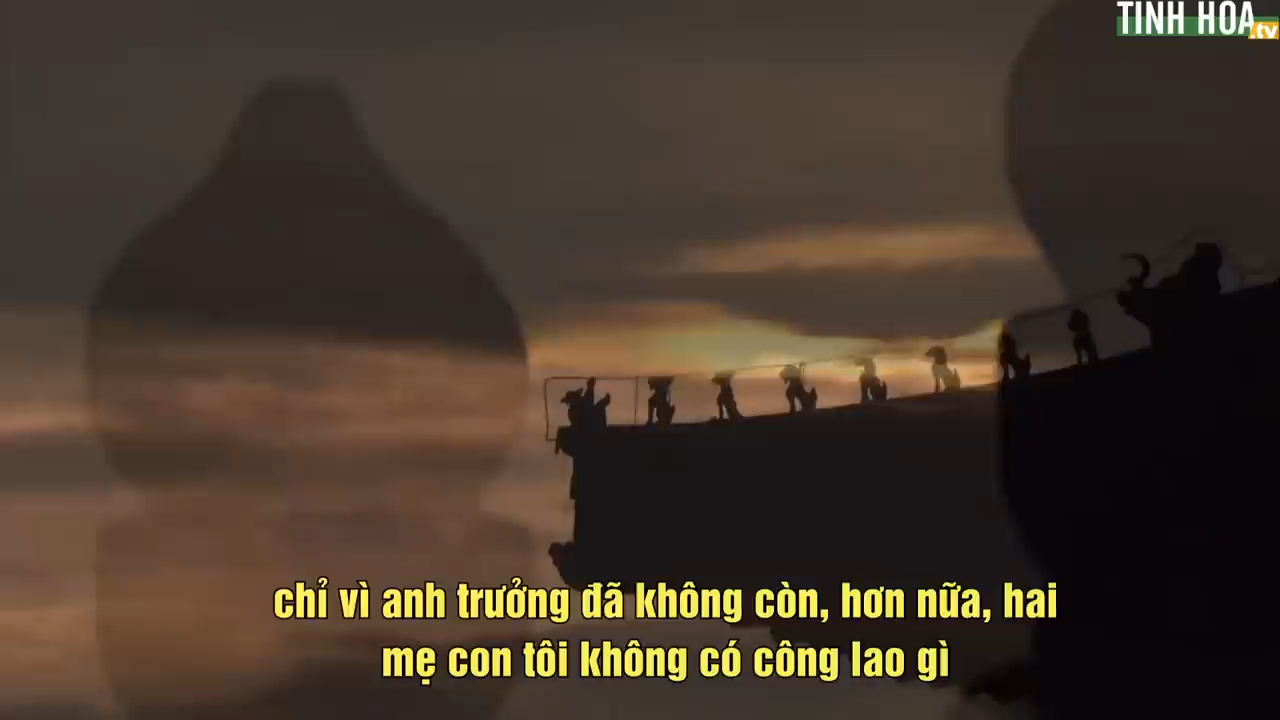 TINH HOA
.tv
chỉ vì anh trưởng đã không còn, hơn nữa, hai
mẹ con tôi không có công lao gì